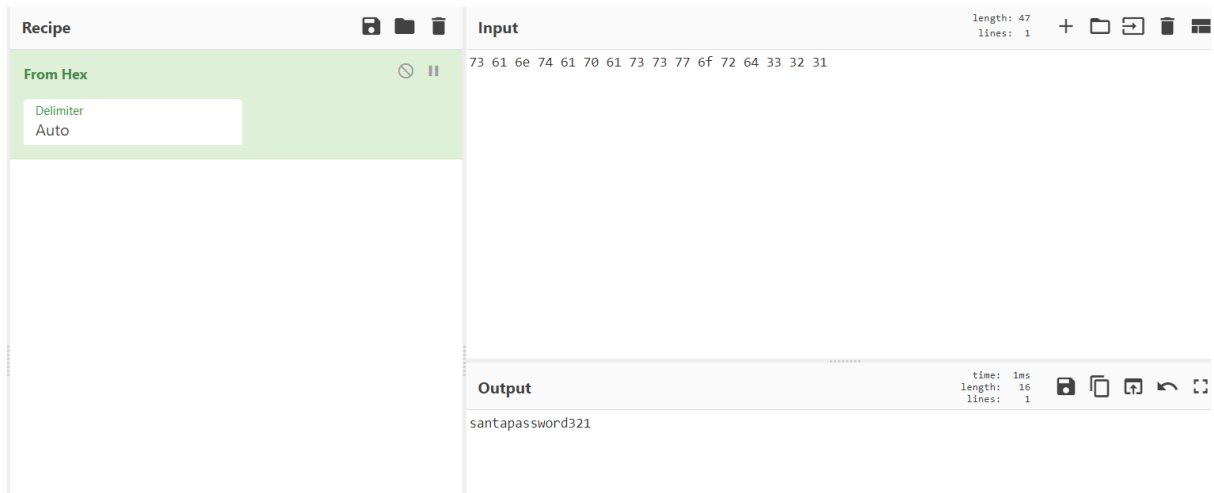 Recipe
From Hex
Delimiter
Auto
Input
length: 47
lines: 1
73 61 6e 74 61 70 61 73 73 77 6f 72 64 33 32 31
Output
time: 1ms
length: 16
lines: 1
santapassword321